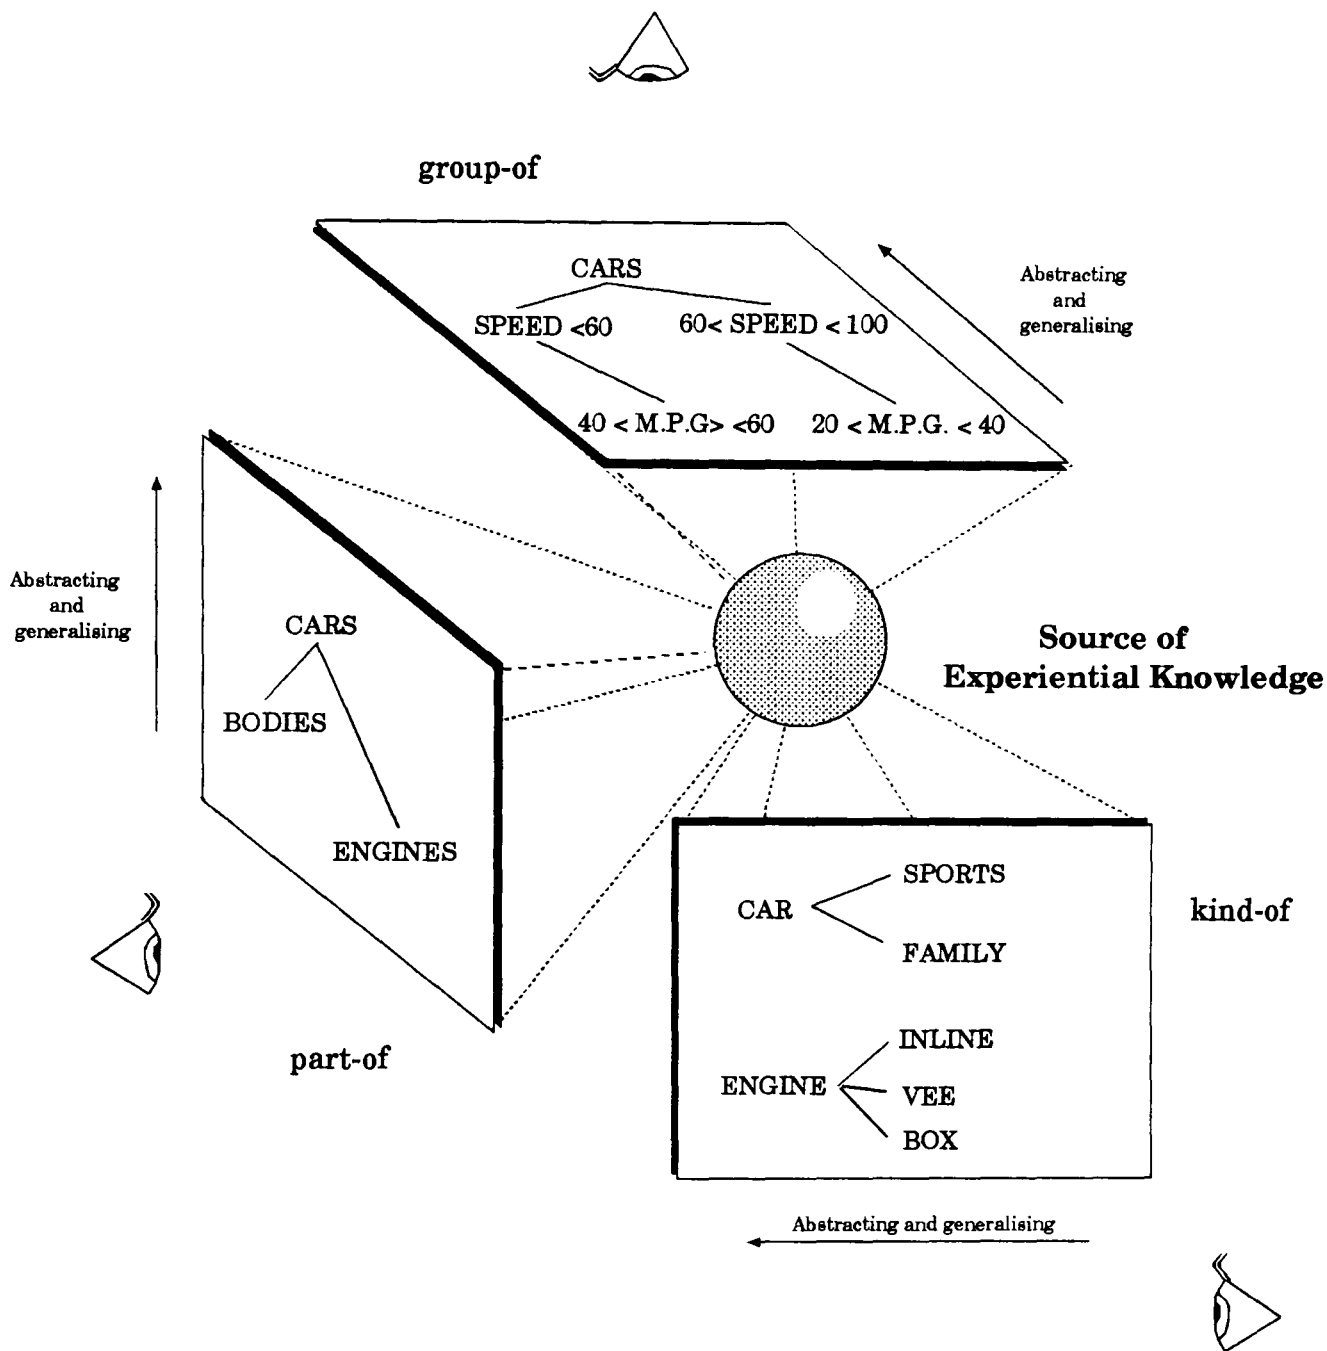 group-of
CARS
SPEED <60 60< SPEED < 100
40 < M.P.G> <60 20 < M.P.G. < 40
Abstracting
and
generalising
Abstracting
and
generalising
CARS
BODIES
ENGINES
part-of
Source of
Experiential Knowledge
CAR
SPORTS
FAMILY
ENGINE
INLINE
VEE
BOX
kind-of
Abstracting and generalising